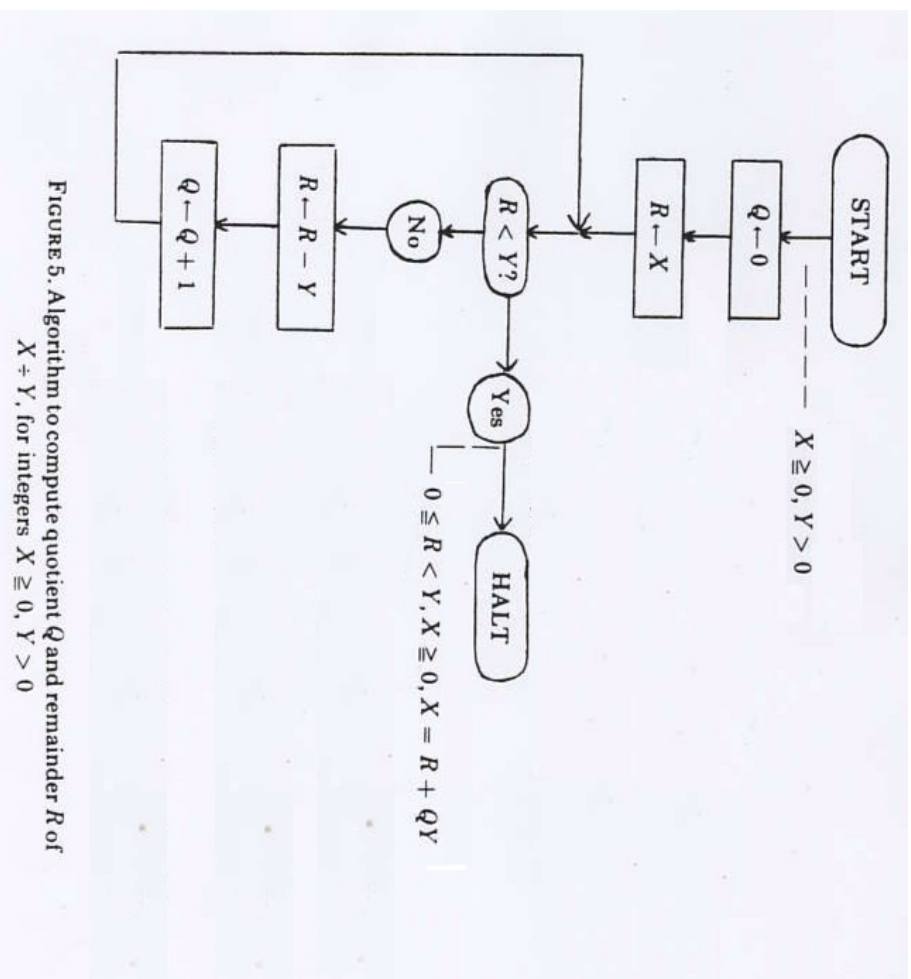 START
X ≧ 0, Y > 0
Q ← 0
R ← X
R < Y?
Yes
HALT
0 ≦ R < Y, X ≧ 0, X = R + QY
No
R ← R − Y
Q ← Q + 1
FIGURE 5. Algorithm to compute quotient Q and remainder R of
X ÷ Y, for integers X ≧ 0, Y > 0